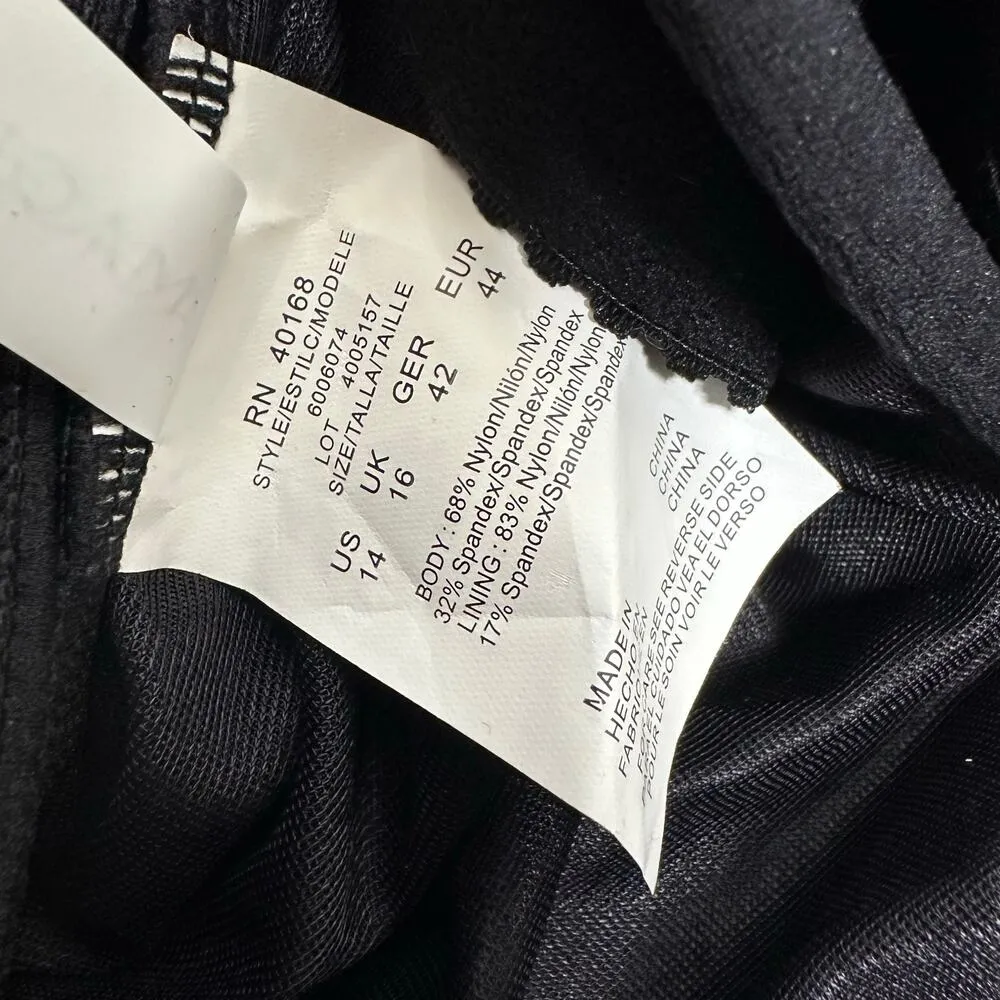 RN 40168
STYLE/ESTILC/MODELE
6006074
LOT 4005157
SIZE/TALLA/TAILLE
US UK GER EUR
14 16 42 44
BODY : 68% Nylon/Nilón/Nylon
32% Spandex/Spandex/Spandex
LINING : 83% Nylon/Nilón/Nylon
17% Spandex/Spandex/Spandex
MADE IN CHINA
HECHO EN CHINA
FABRIQUÉ EN CHINA
FOR CARE SEE REVERSE SIDE
PARA EL CUIDADO VEA EL DORSO
POUR LE SOIN VOIR LE VERSO